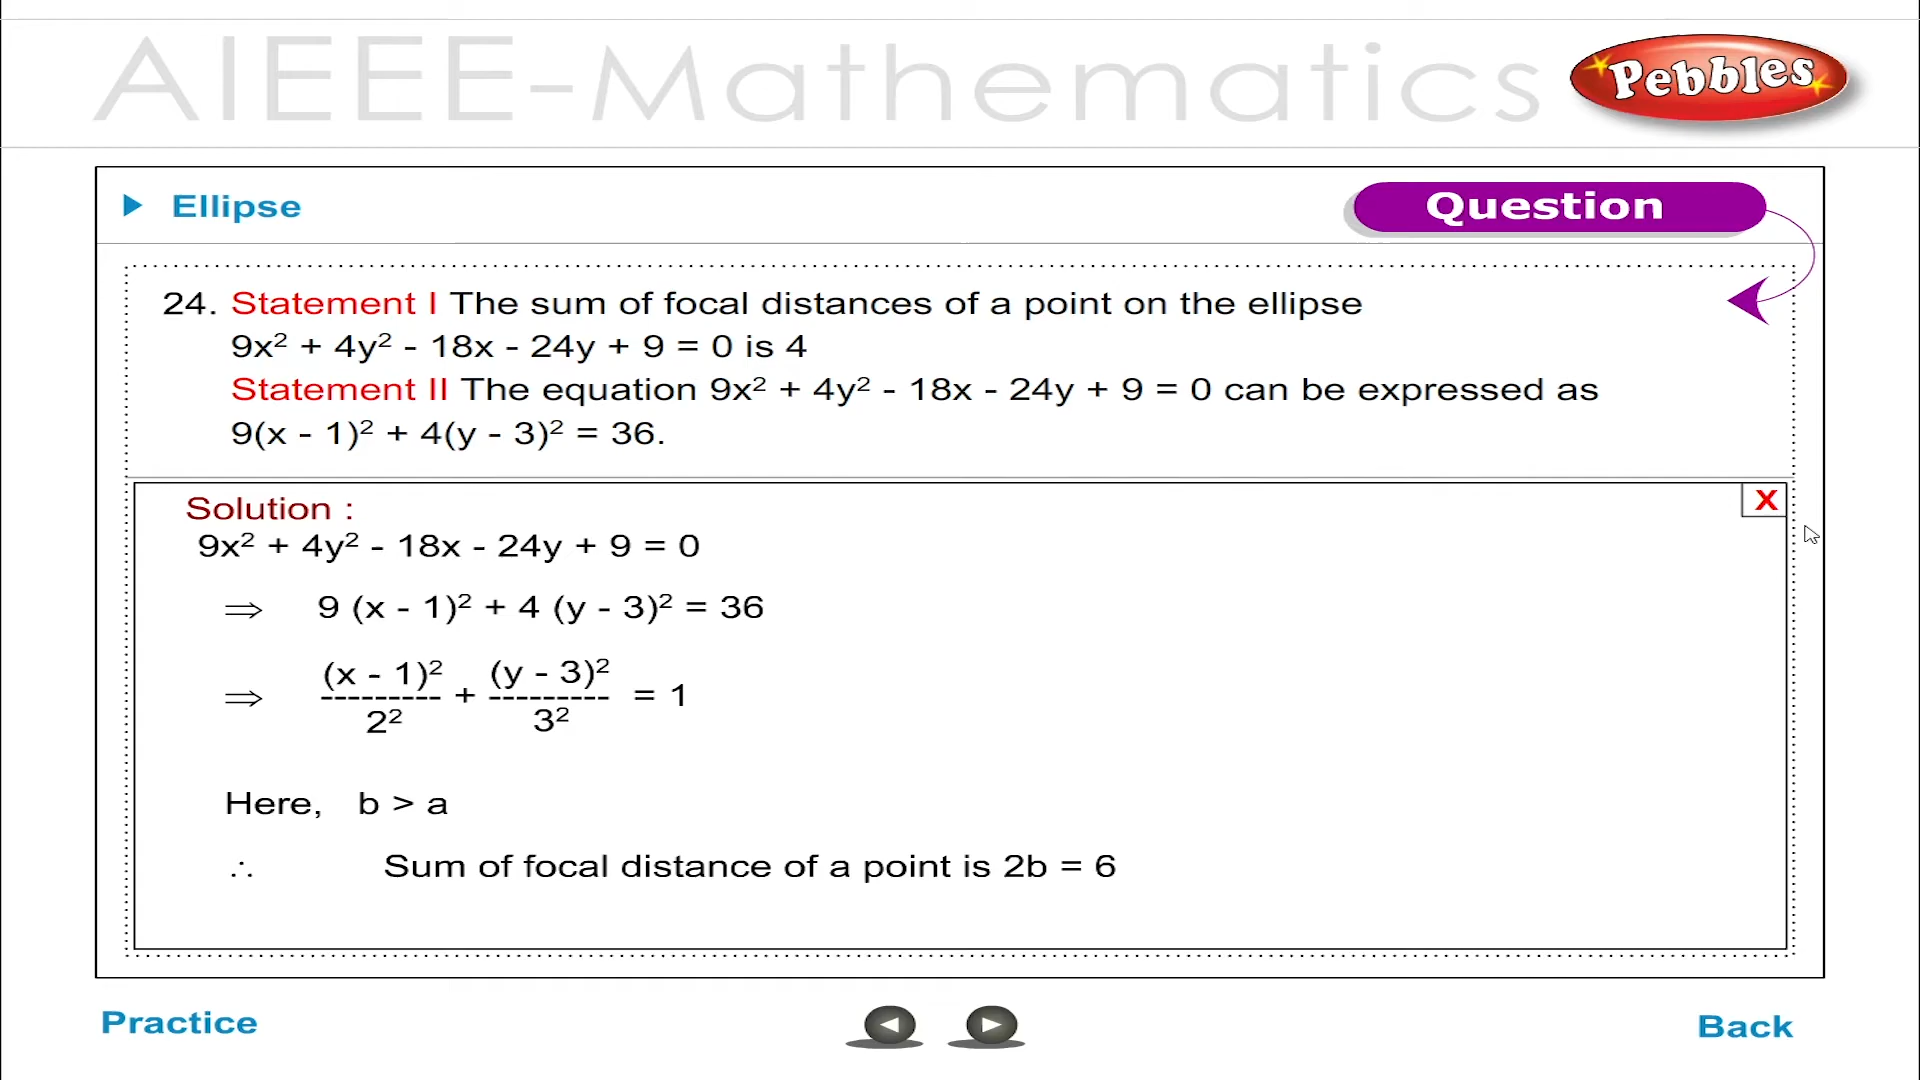 AIEEE-Mathematics
Pebbles
Ellipse
Question
24. Statement I The sum of focal distances of a point on the ellipse
9x² + 4y² - 18x - 24y + 9 = 0 is 4
Statement II The equation 9x² + 4y² - 18x - 24y + 9 = 0 can be expressed as
9(x - 1)² + 4(y - 3)² = 36.
X
Solution :
9x² + 4y² - 18x - 24y + 9 = 0
⇒ 9 (x - 1)² + 4 (y - 3)² = 36
(x - 1)² (y - 3)²
⇒ --------- + --------- = 1
2² 3²
Here, b > a
∴ Sum of focal distance of a point is 2b = 6
Practice
Back